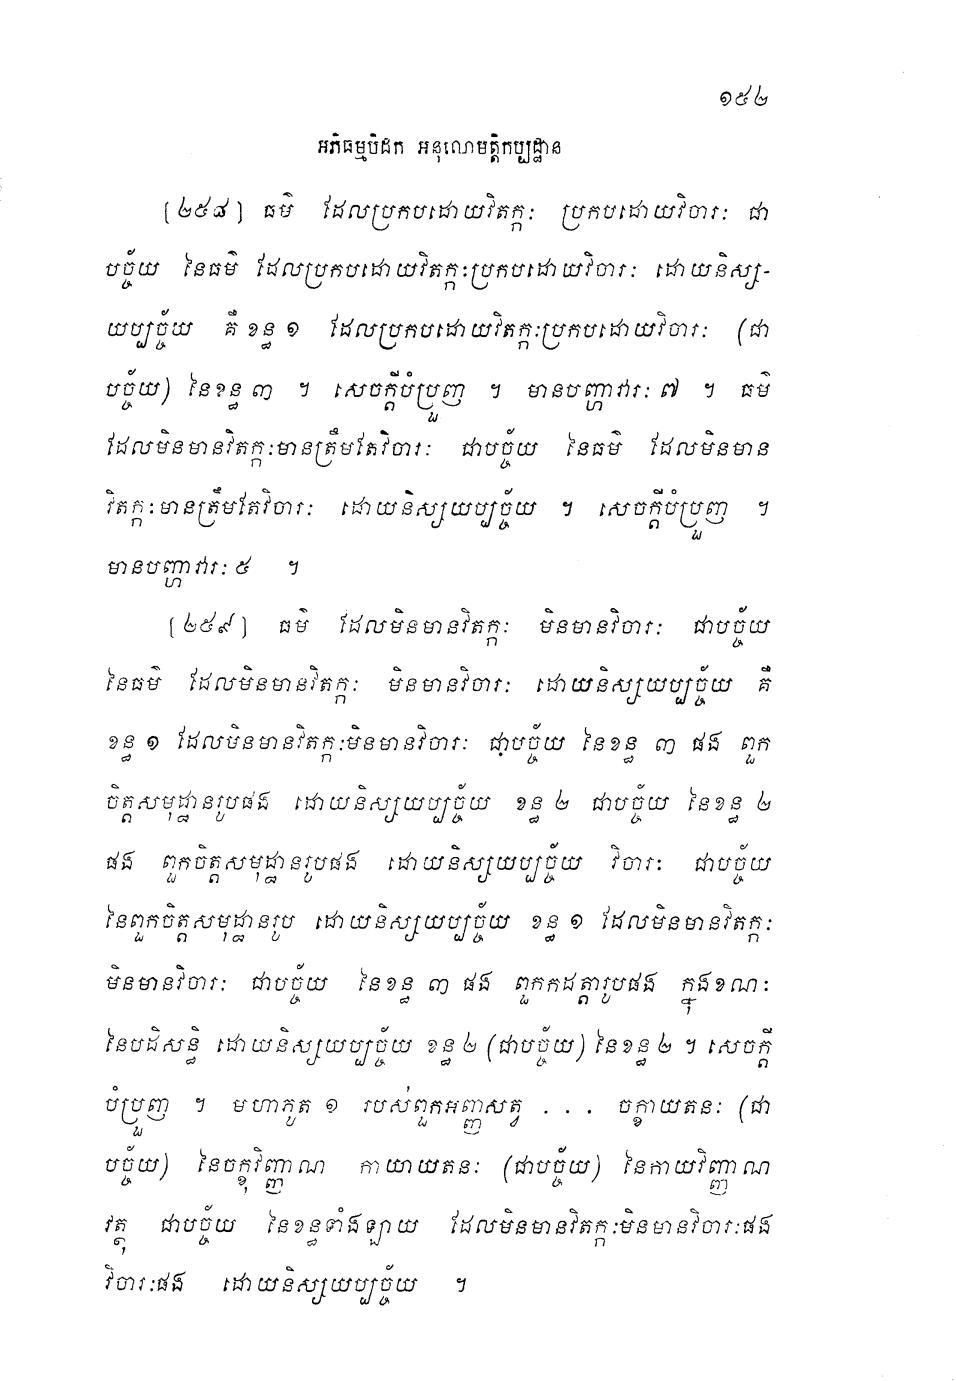 ១៥២
អភិធម្មបិដក អនុលោមត្តិកប្បដ្ឋាន
[២៥៨] ធម៌ ដែលប្រកបដោយវិតក្កៈ ប្រកបដោយវិចារៈ ជា
បច្ច័យ នៃធម៌ ដែលប្រកបដោយវិតក្កៈប្រកបដោយវិចារៈ ដោយនិស្ស-
យប្បច្ច័យ គឺ ខន្ធ ១ ដែលប្រកបដោយវិតក្កៈប្រកបដោយវិចារៈ (ជា
បច្ច័យ) នៃខន្ធ ៣ ។ សេចក្តីបំប្រួញ ។ មានបញ្ហាវារៈ ៧ ។ ធម៌
ដែលមិនមានវិតក្កៈមានត្រឹមតែវិចារៈ ជាបច្ច័យ នៃធម៌ ដែលមិនមាន
វិតក្កៈមានត្រឹមតែវិចារៈ ដោយនិស្សយប្បច្ច័យ ។ សេចក្តីបំប្រួញ ។
មានបញ្ហាវារៈ ៥ ។
[២៥៩] ធម៌ ដែលមិនមានវិតក្កៈ មិនមានវិចារៈ ជាបច្ច័យ
នៃធម៌ ដែលមិនមានវិតក្កៈ មិនមានវិចារៈ ដោយនិស្សយប្បច្ច័យ គឺ
ខន្ធ ១ ដែលមិនមានវិតក្កៈមិនមានវិចារៈ ជាបច្ច័យ នៃខន្ធ ៣ ផង ពួក
ចិត្តសមុដ្ឋានរូបផង ដោយនិស្សយប្បច្ច័យ ខន្ធ ២ ជាបច្ច័យ នៃខន្ធ ២
ផង ពួកចិត្តសមុដ្ឋានរូបផង ដោយនិស្សយប្បច្ច័យ វិចារៈ ជាបច្ច័យ
នៃពួកចិត្តសមុដ្ឋានរូប ដោយនិស្សយប្បច្ច័យ ខន្ធ ១ ដែលមិនមានវិតក្កៈ
មិនមានវិចារៈ ជាបច្ច័យ នៃខន្ធ ៣ ផង ពួកកដត្តារូបផង ក្នុងខណៈ
នៃបដិសន្ធិ ដោយនិស្សយប្បច្ច័យ ខន្ធ ២ (ជាបច្ច័យ) នៃខន្ធ ២ ។ សេចក្តី
បំប្រួញ ។ មហាភូត ១ របស់ពួកអញ្ញសត្វ . . . ចក្ខាយតនៈ (ជា
បច្ច័យ) នៃចក្ខុវិញ្ញាណ កាយាយតនៈ (ជាបច្ច័យ) នៃកាយវិញ្ញាណ
វត្ថុ ជាបច្ច័យ នៃខន្ធទាំងឡាយ ដែលមិនមានវិតក្កៈមិនមានវិចារៈផង
វិចារៈផង ដោយនិស្សយប្បច្ច័យ ។